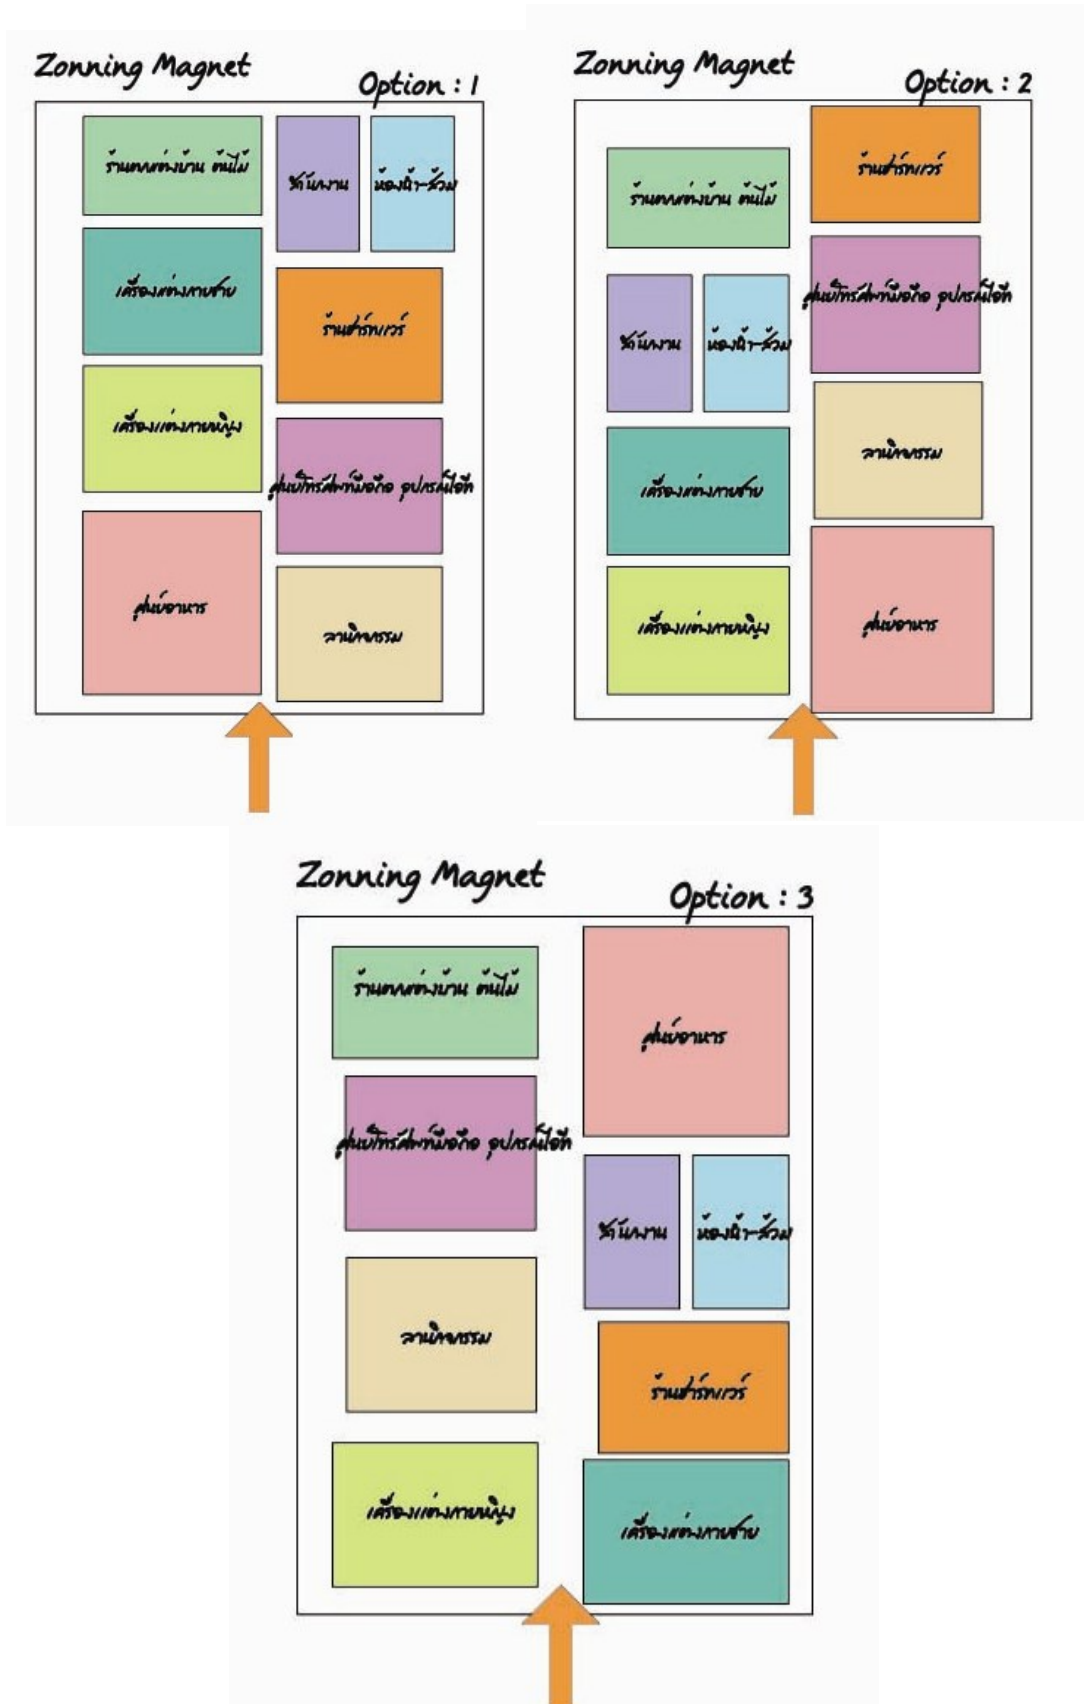 Zonning Magnet
Option : 1
ร้านตกแต่งบ้าน ต้นไม้
สำนักงาน
ห้องน้ำ-ส้วม
เครื่องแต่งกายชาย
ร้านฮาร์ทแวร์
เครื่องแต่งกายหญิง
ศูนย์โทรศัพท์มือถือ อุปกรณ์ไอที
ศูนย์อาหาร
ลานกิจกรรม
Zonning Magnet
Option : 2
ร้านฮาร์ทแวร์
ร้านตกแต่งบ้าน ต้นไม้
ศูนย์โทรศัพท์มือถือ อุปกรณ์ไอที
สำนักงาน
ห้องน้ำ-ส้วม
ลานกิจกรรม
เครื่องแต่งกายชาย
เครื่องแต่งกายหญิง
ศูนย์อาหาร
Zonning Magnet
Option : 3
ร้านตกแต่งบ้าน ต้นไม้
ศูนย์อาหาร
ศูนย์โทรศัพท์มือถือ อุปกรณ์ไอที
สำนักงาน
ห้องน้ำ-ส้วม
ลานกิจกรรม
ร้านฮาร์ทแวร์
เครื่องแต่งกายหญิง
เครื่องแต่งกายชาย